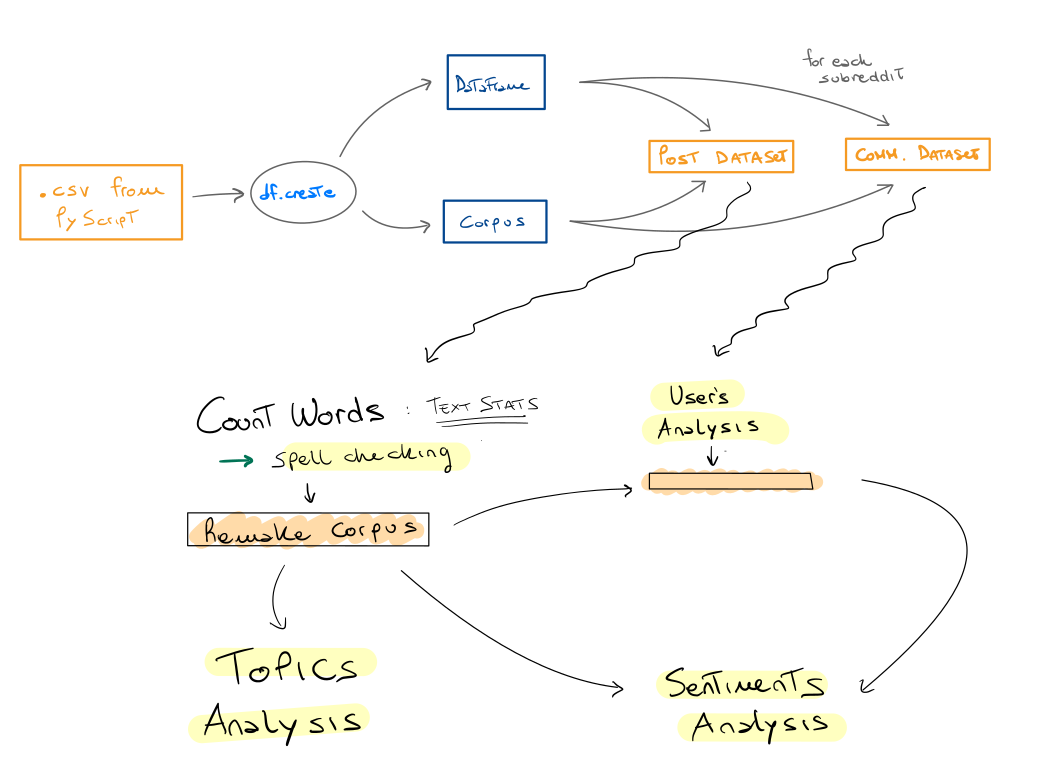 for each
subreddit
DataFrame
Post Dataset
Comm. Dataset
.csv from
PyScript
df.create
Corpus
Count Words : Text Stats
→ spell checking
User's
Analysis
Remake Corpus
Topics
Analysis
Sentiments
Analysis